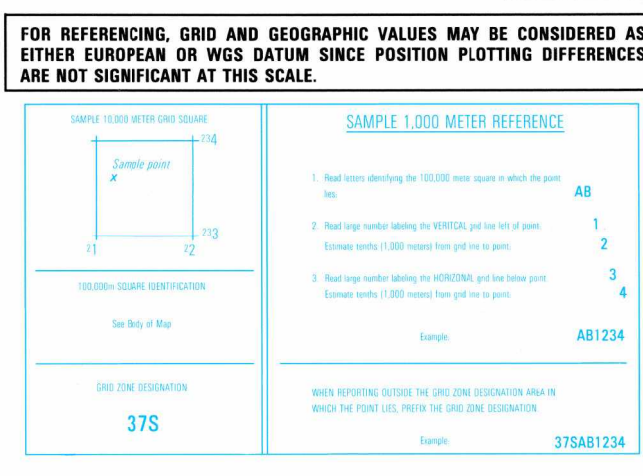 FOR REFERENCING, GRID AND GEOGRAPHIC VALUES MAY BE CONSIDERED AS
EITHER EUROPEAN OR WGS DATUM SINCE POSITION PLOTTING DIFFERENCES
ARE NOT SIGNIFICANT AT THIS SCALE.
SAMPLE 10,000 METER GRID SQUARE
234
Sample point
x
233
21 22
100,000m SQUARE IDENTIFICATION
See Body of Map
GRID ZONE DESIGNATION
37S
SAMPLE 1,000 METER REFERENCE
1. Read letters identifying the 100,000 meter square in which the point
lies. AB
2. Read large number labeling the VERITCAL grid line left of point. 1
Estimate tenths (1,000 meters) from grid line to point. 2
3. Read large number labeling the HORIZONAL grid line below point 3
Estimate tenths (1,000 meters) from grid line to point. 4
Example: AB1234
WHEN REPORTING OUTSIDE THE GRID ZONE DESIGNATION AREA IN
WHICH THE POINT LIES, PREFIX THE GRID ZONE DESIGNATION.
Example: 37SAB1234